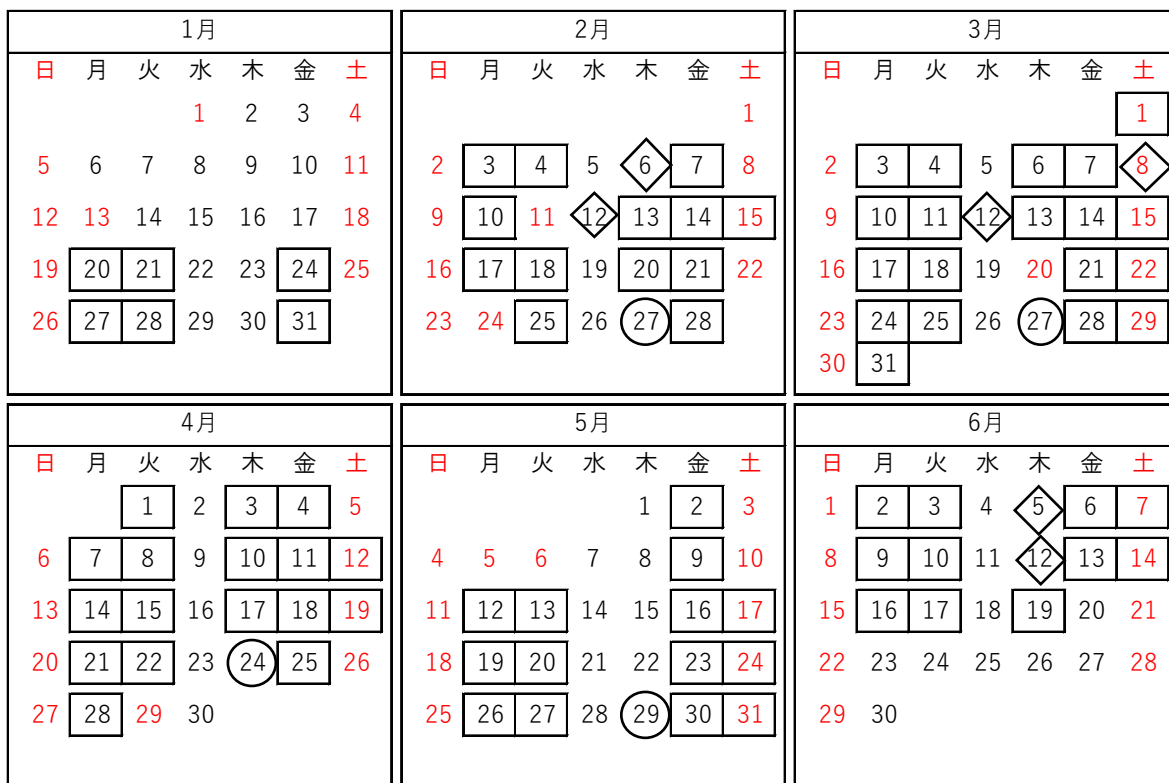 1月
日 月 火 水 木 金 土
1 2 3 4
5 6 7 8 9 10 11
12 13 14 15 16 17 18
19 20 21 22 23 24 25
26 27 28 29 30 31
2月
日 月 火 水 木 金 土
1
2 3 4 5 6 7 8
9 10 11 12 13 14 15
16 17 18 19 20 21 22
23 24 25 26 27 28
3月
日 月 火 水 木 金 土
1
2 3 4 5 6 7 8
9 10 11 12 13 14 15
16 17 18 19 20 21 22
23 24 25 26 27 28 29
30 31
4月
日 月 火 水 木 金 土
1 2 3 4 5
6 7 8 9 10 11 12
13 14 15 16 17 18 19
20 21 22 23 24 25 26
27 28 29 30
5月
日 月 火 水 木 金 土
1 2 3
4 5 6 7 8 9 10
11 12 13 14 15 16 17
18 19 20 21 22 23 24
25 26 27 28 29 30 31
6月
日 月 火 水 木 金 土
1 2 3 4 5 6 7
8 9 10 11 12 13 14
15 16 17 18 19 20 21
22 23 24 25 26 27 28
29 30